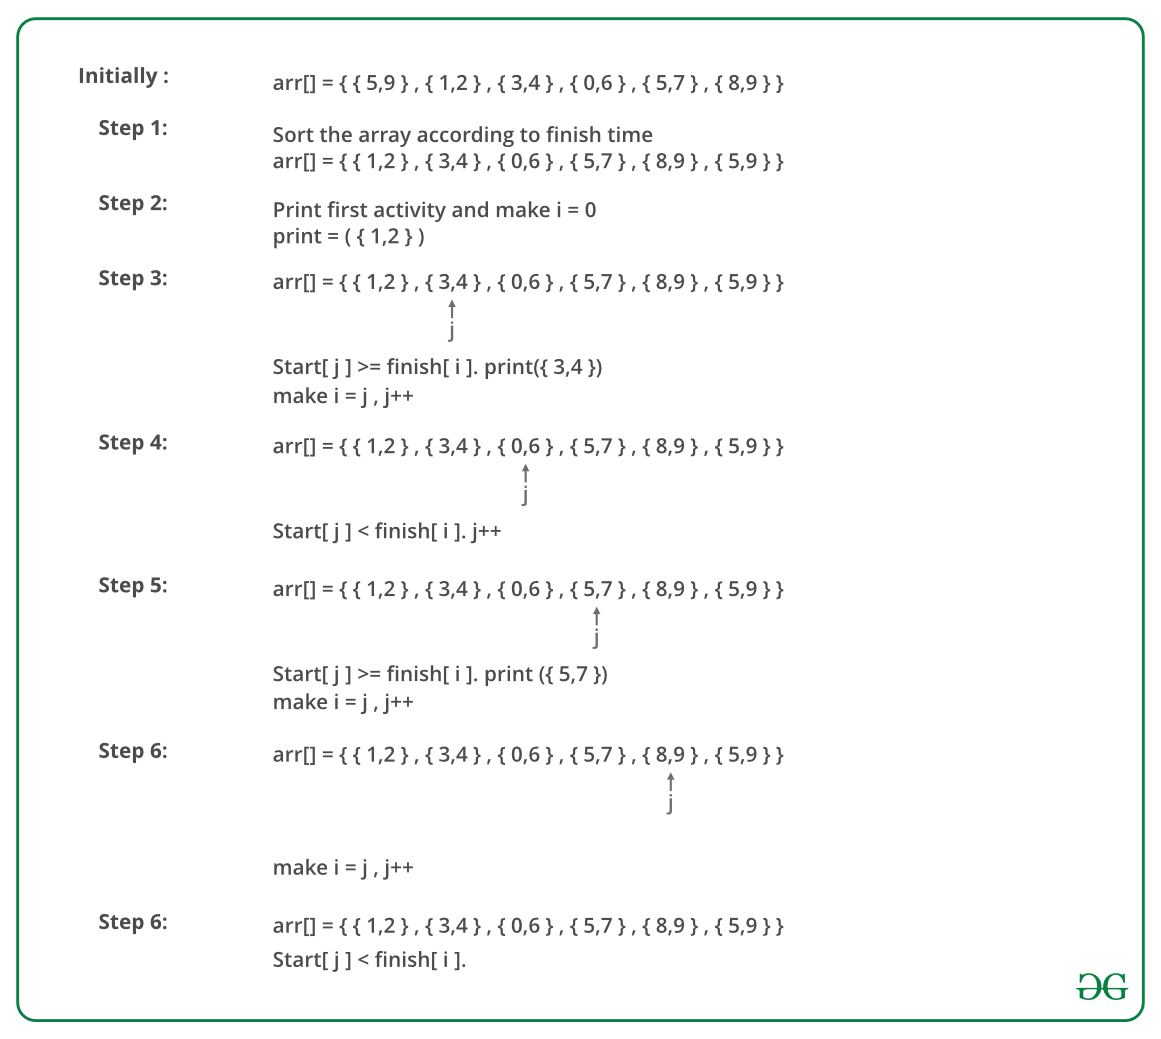 Initially : arr[] = { { 5,9 } , { 1,2 } , { 3,4 } , { 0,6 } , { 5,7 } , { 8,9 } }
Step 1: Sort the array according to finish time
arr[] = { { 1,2 } , { 3,4 } , { 0,6 } , { 5,7 } , { 8,9 } , { 5,9 } }
Step 2: Print first activity and make i = 0
print = ( { 1,2 } )
Step 3: arr[] = { { 1,2 } , { 3,4 } , { 0,6 } , { 5,7 } , { 8,9 } , { 5,9 } }
j
Start[ j ] >= finish[ i ]. print({ 3,4 })
make i = j , j++
Step 4: arr[] = { { 1,2 } , { 3,4 } , { 0,6 } , { 5,7 } , { 8,9 } , { 5,9 } }
j
Start[ j ] < finish[ i ]. j++
Step 5: arr[] = { { 1,2 } , { 3,4 } , { 0,6 } , { 5,7 } , { 8,9 } , { 5,9 } }
j
Start[ j ] >= finish[ i ]. print ({ 5,7 })
make i = j , j++
Step 6: arr[] = { { 1,2 } , { 3,4 } , { 0,6 } , { 5,7 } , { 8,9 } , { 5,9 } }
j
make i = j , j++
Step 6: arr[] = { { 1,2 } , { 3,4 } , { 0,6 } , { 5,7 } , { 8,9 } , { 5,9 } }
Start[ j ] < finish[ i ].